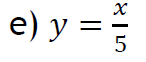 e) y = x/5